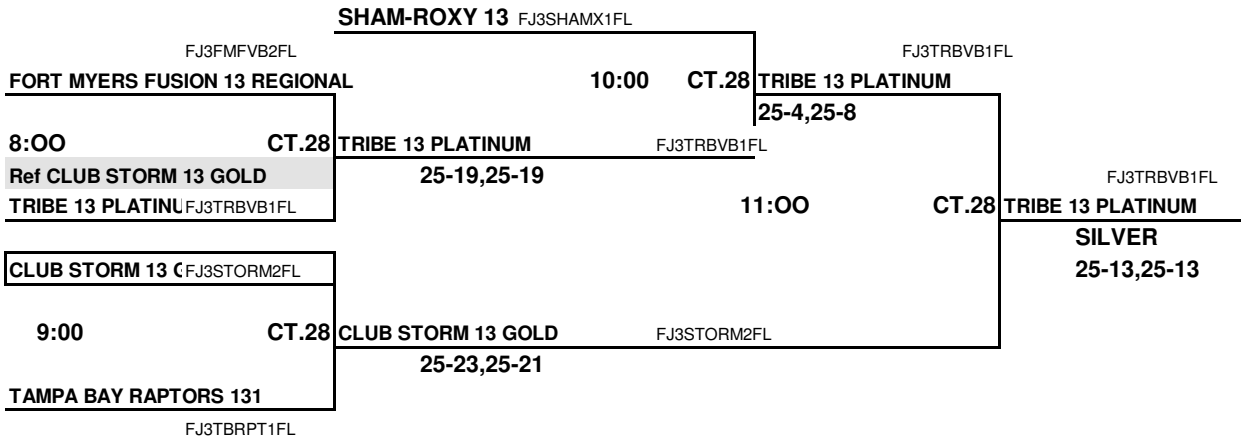 SHAM-ROXY 13 FJ3SHAMX1FL
FJ3FMFVB2FL FJ3TRBVB1FL
FORT MYERS FUSION 13 REGIONAL 10:00 CT.28 TRIBE 13 PLATINUM
25-4,25-8
8:OO CT.28 TRIBE 13 PLATINUM FJ3TRBVB1FL
Ref CLUB STORM 13 GOLD 25-19,25-19 FJ3TRBVB1FL
TRIBE 13 PLATINU FJ3TRBVB1FL 11:OO CT.28 TRIBE 13 PLATINUM
SILVER
CLUB STORM 13 G FJ3STORM2FL 25-13,25-13
9:00 CT.28 CLUB STORM 13 GOLD FJ3STORM2FL
25-23,25-21
TAMPA BAY RAPTORS 131
FJ3TBRPT1FL